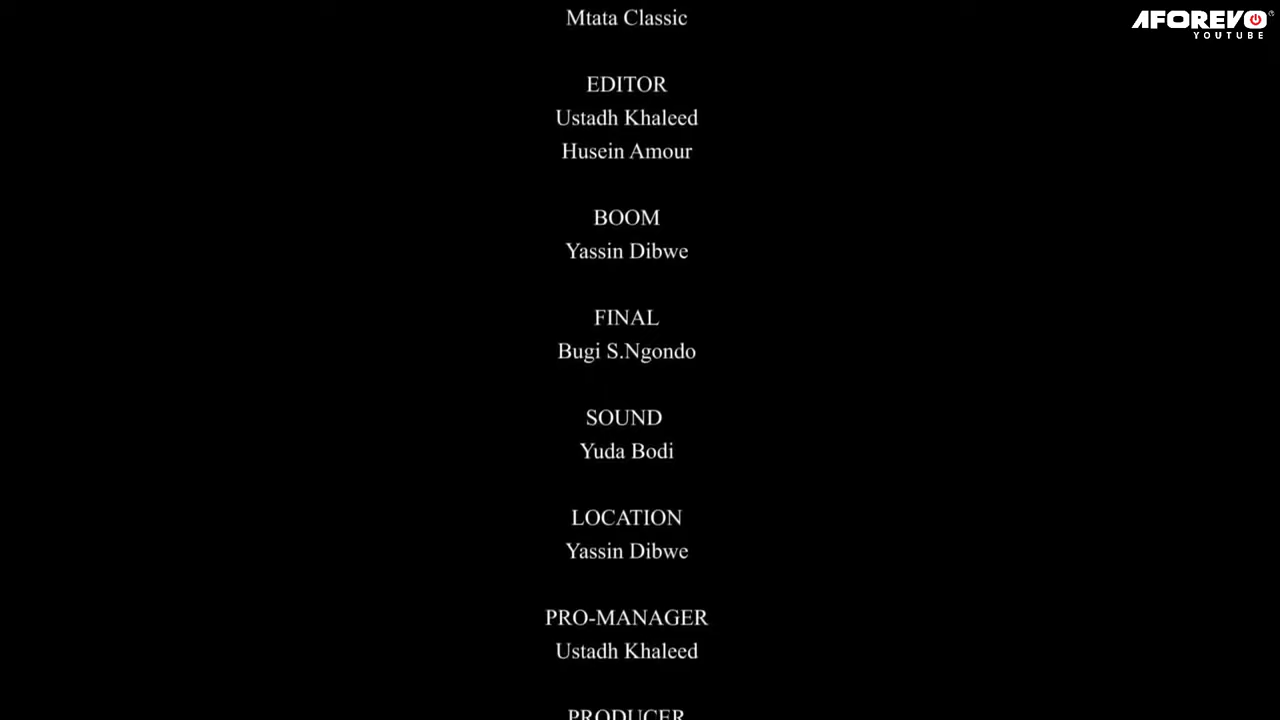 Mtata Classic
AFOREVO
YOUTUBE
EDITOR
Ustadh Khaleed
Husein Amour
BOOM
Yassin Dibwe
FINAL
Bugi S.Ngondo
SOUND
Yuda Bodi
LOCATION
Yassin Dibwe
PRO-MANAGER
Ustadh Khaleed
PRODUCER